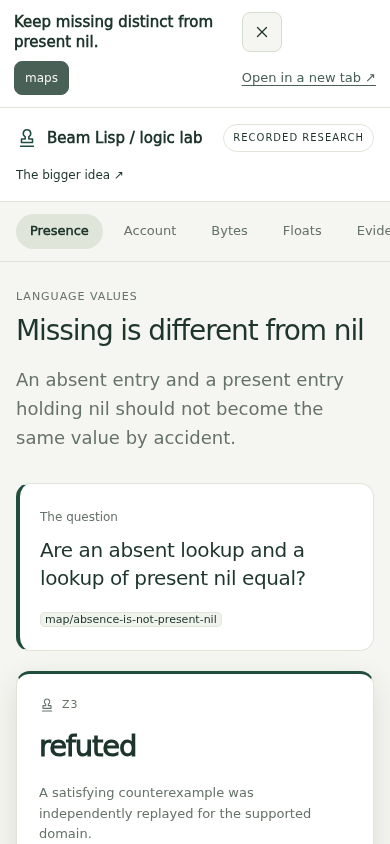 Keep missing distinct from
present nil.
maps
Open in a new tab ↗
Beam Lisp / logic lab
RECORDED RESEARCH
The bigger idea ↗
Presence
Account
Bytes
Floats
Evide
LANGUAGE VALUES
Missing is different from nil
An absent entry and a present entry
holding nil should not become the
same value by accident.
The question
Are an absent lookup and a
lookup of present nil equal?
map/absence-is-not-present-nil
Z3
refuted
A satisfying counterexample was
independently replayed for the supported
domain.